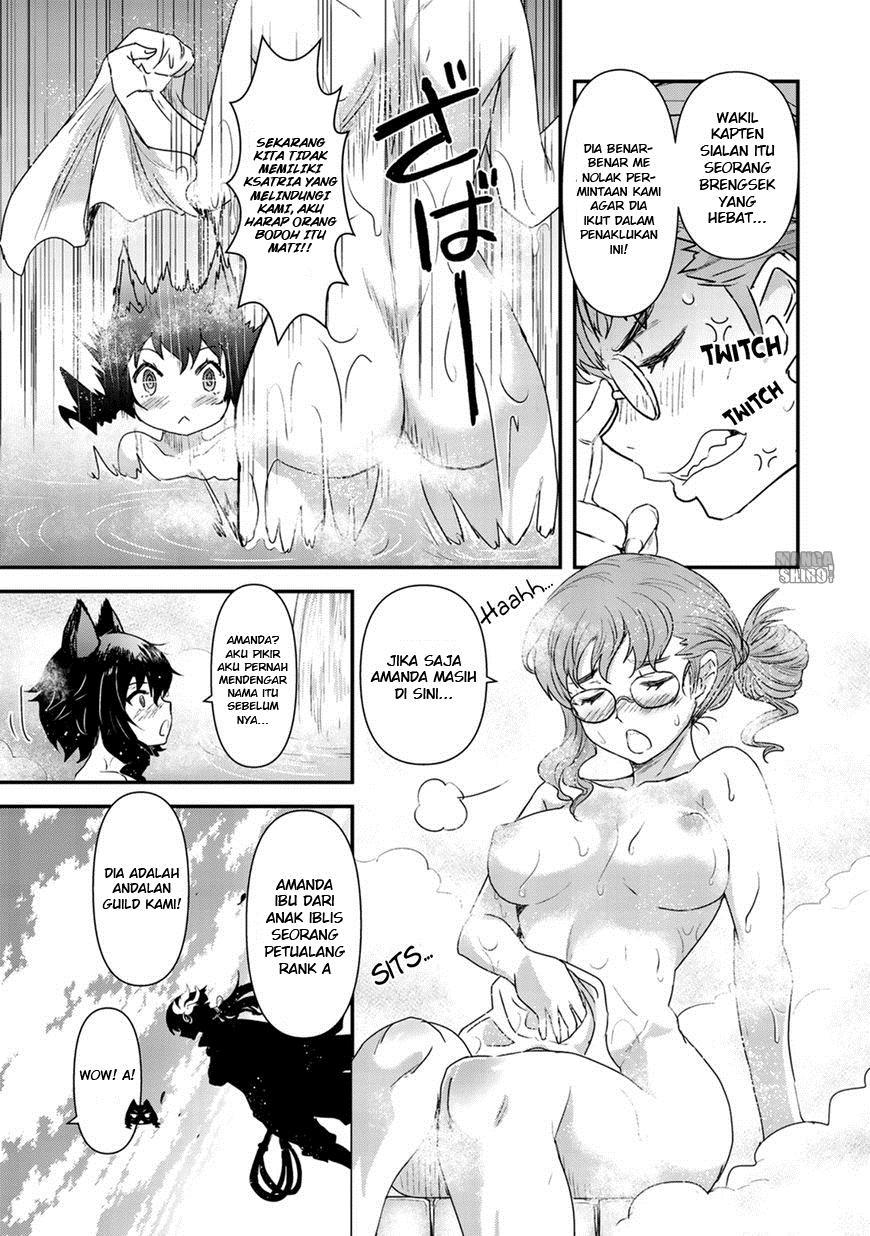 WAKIL
KAPTEN
SIALAN ITU
SEORANG
BRENGSEK
YANG
HEBAT...
DIA BENAR-
BENAR ME
NOLAK PER-
MINTAAN KAMI
AGAR DIA
IKUT DALAM
PENAKLUKAN
INI!
TWITCH
TWITCH
ざばー
SEKARANG
KITA TIDAK
MEMILIKI
KSATRIA YANG
MELINDUNGI
KAMI, AKU
HARAP ORANG
BODOH ITU
MATI!!
MANGA
SHIRO!
Haahh...
JIKA SAJA
AMANDA MASIH
DI SINI...
SITS...
AMANDA?
AKU PIKIR
AKU PERNAH
MENDENGAR
NAMA ITU
SEBELUM
NYA...
AMANDA
IBU DARI
ANAK IBLIS
SEORANG
PETUALANG
RANK A
DIA ADALAH
ANDALAN
GUILD KAMI!
WOW! A!